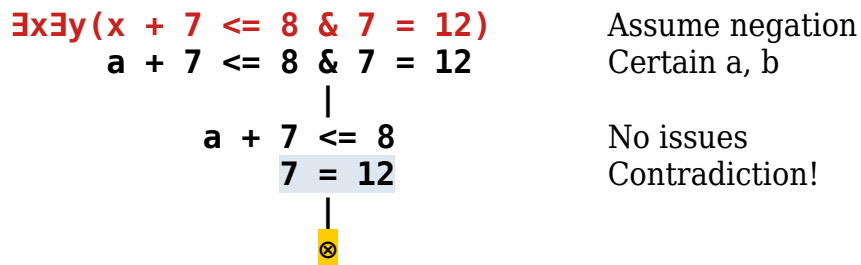 ∃x∃y(x + 7 <= 8 & 7 = 12) Assume negation
a + 7 <= 8 & 7 = 12 Certain a, b
|
a + 7 <= 8 No issues
7 = 12 Contradiction!
|
⊗